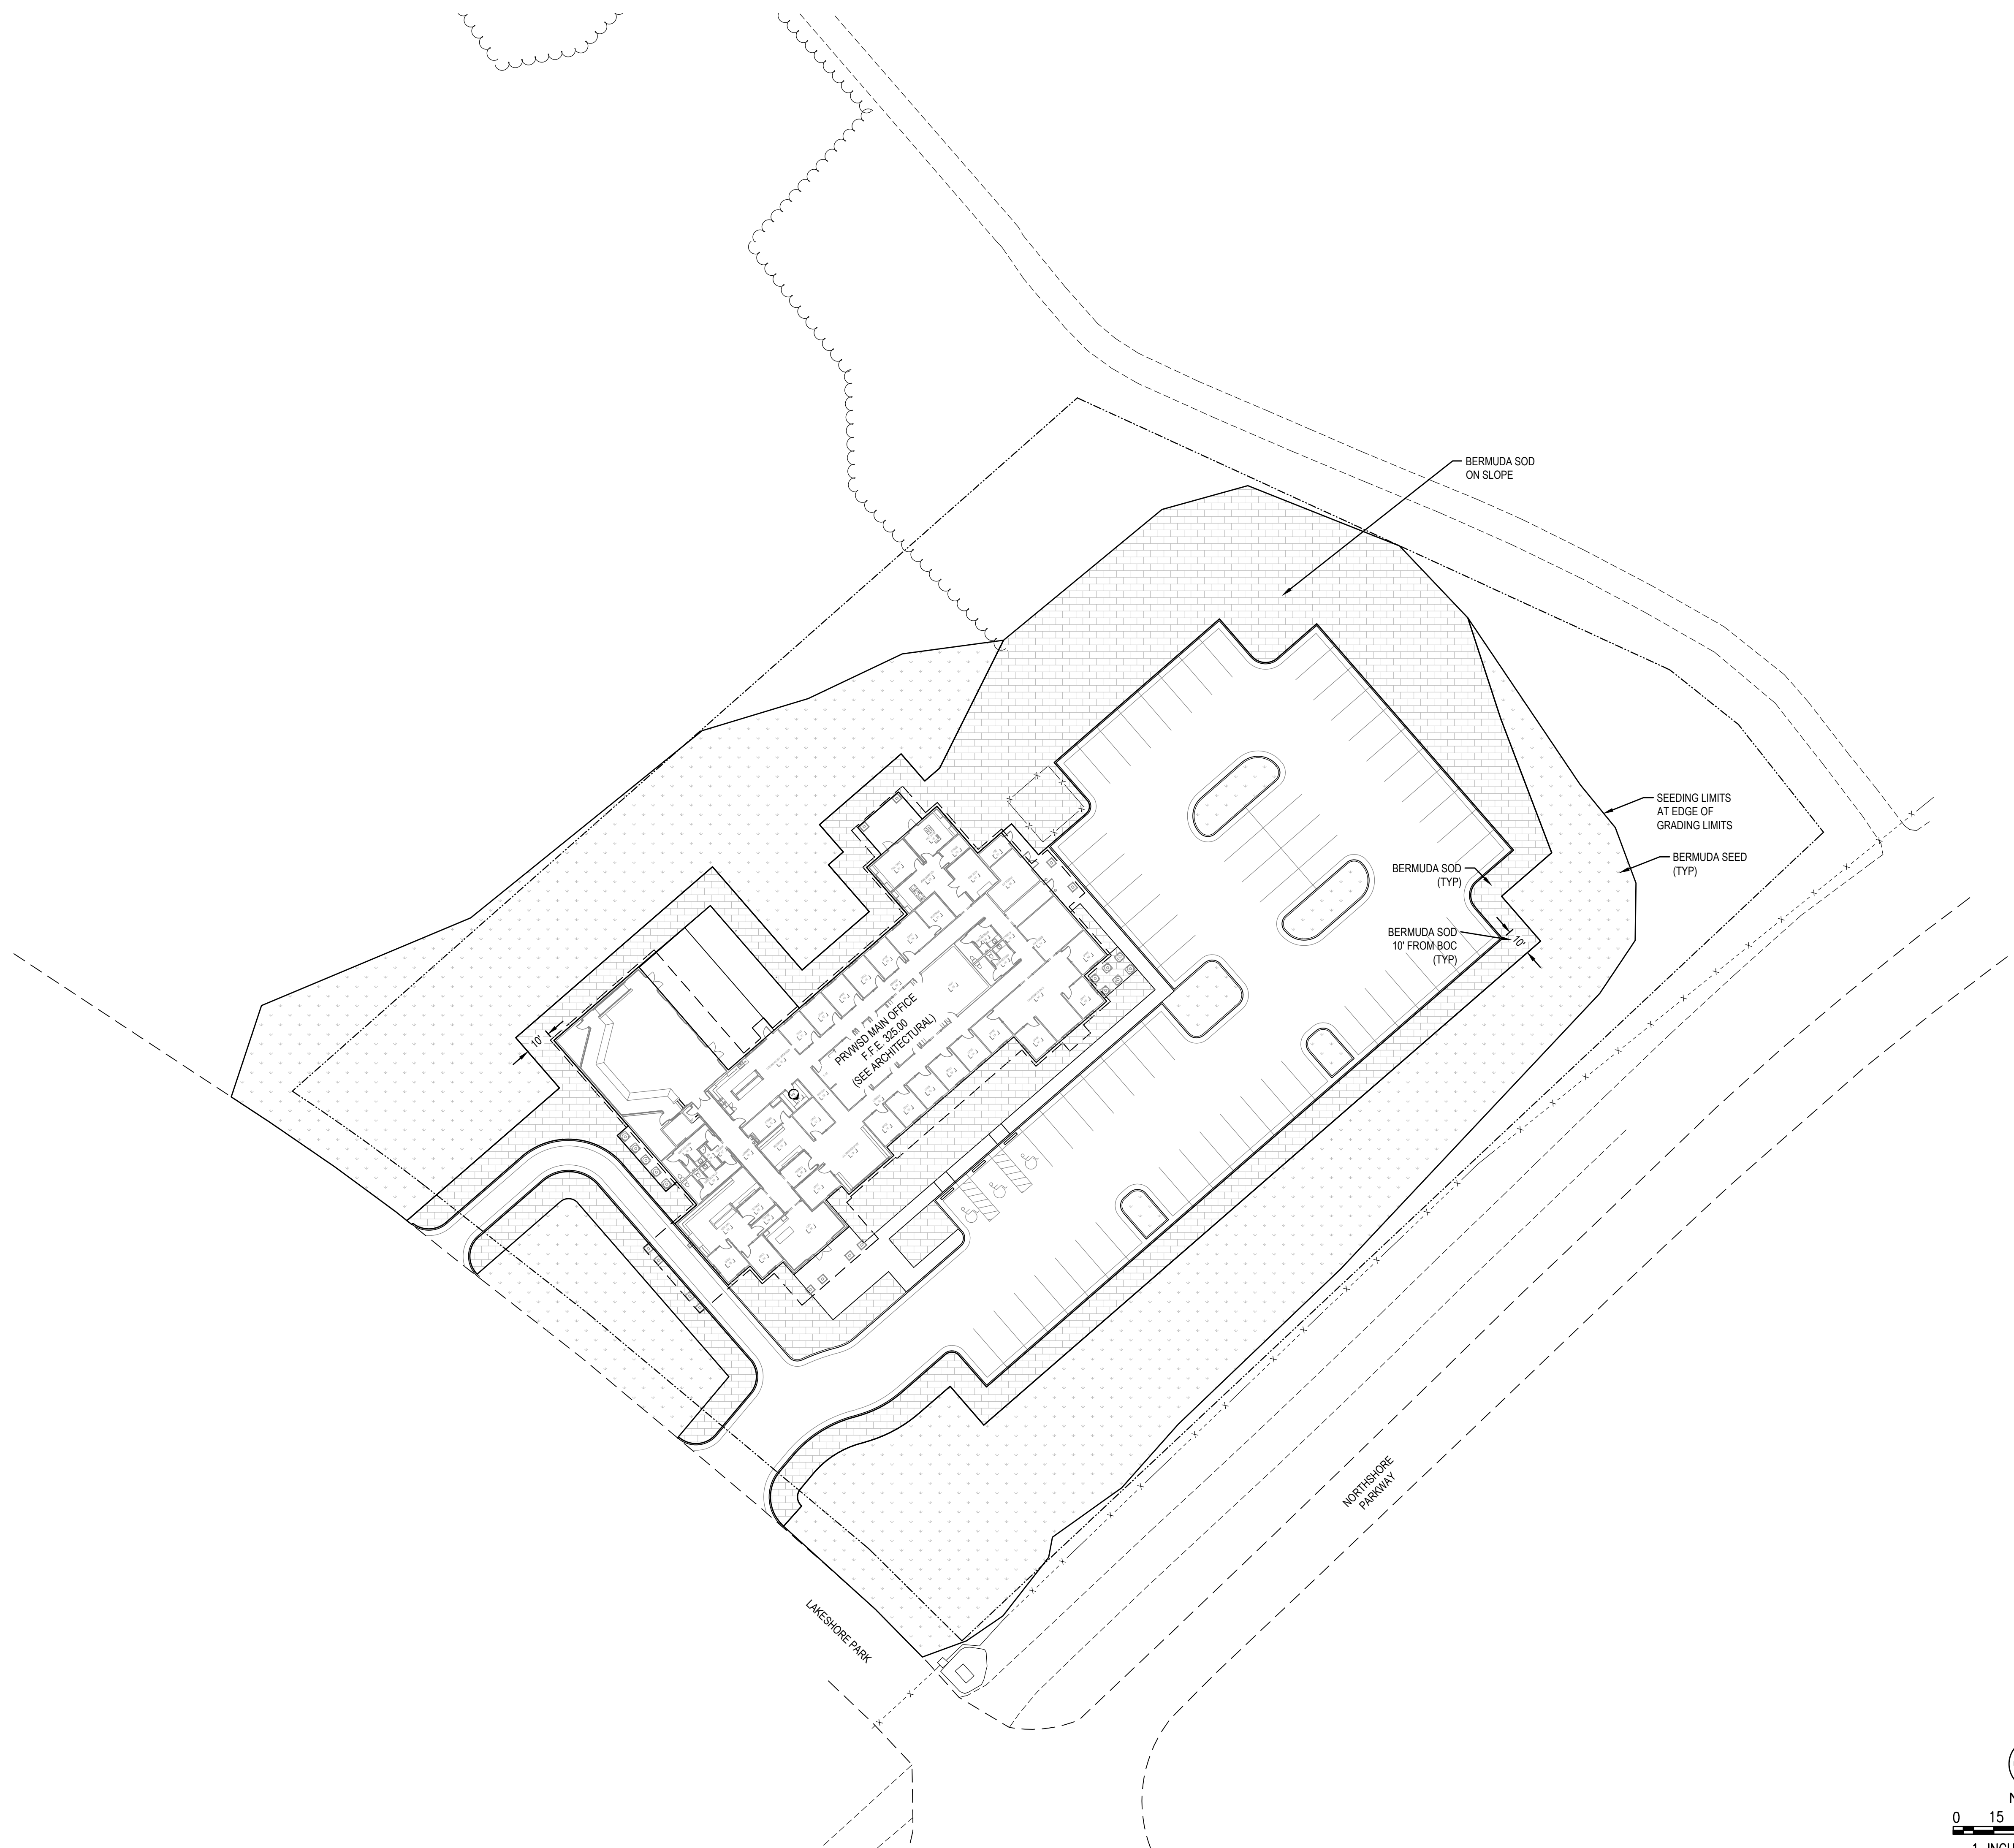 BERMUDA SOD
ON SLOPE
SEEDING LIMITS
AT EDGE OF
GRADING LIMITS
BERMUDA SEED
(TYP)
BERMUDA SOD
(TYP)
BERMUDA SOD
10' FROM BOC
(TYP)
10'
10'
PRVWSD MAIN OFFICE
F.F.E. 325.00
(SEE ARCHITECTURAL)
NORTHSHORE
PARKWAY
LAKESHORE PARK
0 15